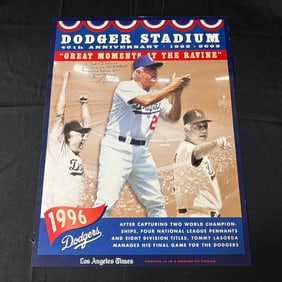 DODGER STADIUM
40TH ANNIVERSARY · 1962 - 2002
"GREAT MOMENTS AT THE RAVINE"
Dodgers
2
1996
Dodgers
AFTER CAPTURING TWO WORLD CHAMPION-
SHIPS, FOUR NATIONAL LEAGUE PENNANTS
AND EIGHT DIVISION TITLES, TOMMY LASORDA
MANAGES HIS FINAL GAME FOR THE DODGERS
Los Angeles Times